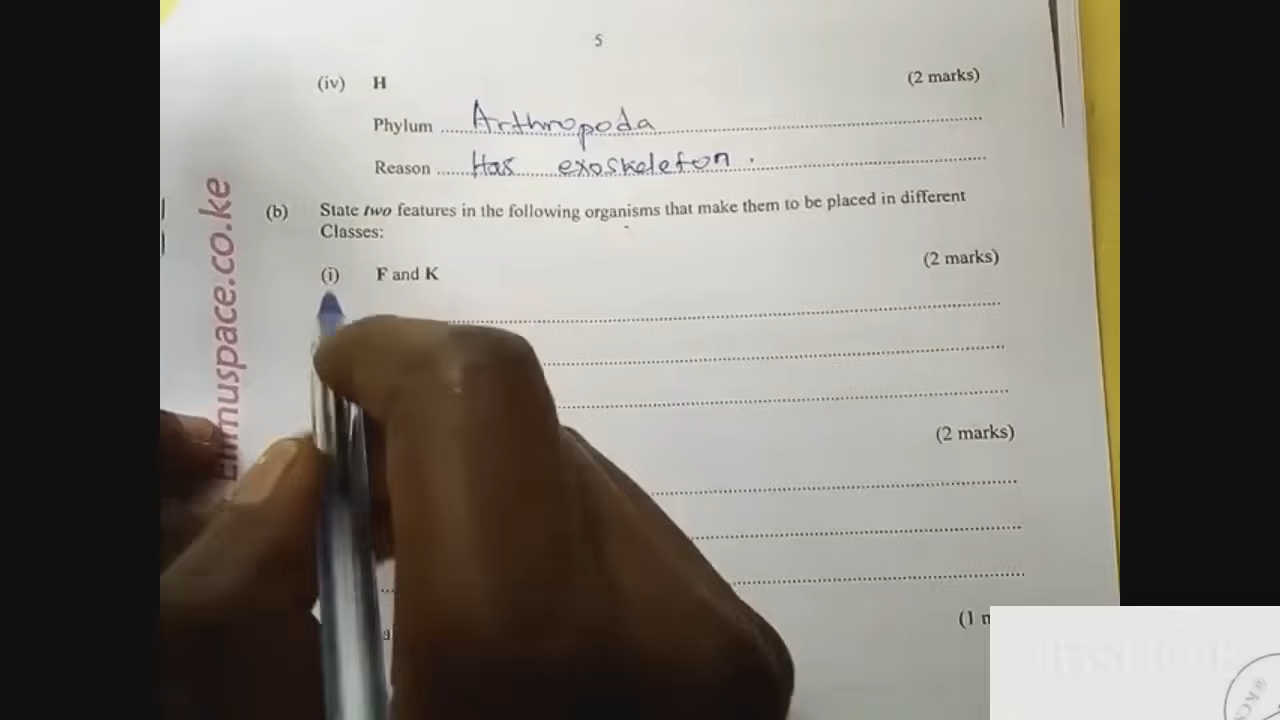 5
(iv) H (2 marks)
Phylum Arthropoda
Reason Has exoskeleton.
(b) State two features in the following organisms that make them to be placed in different
Classes:
(i) F and K (2 marks)
(2 marks)
(1
Elimuspace.co.ke